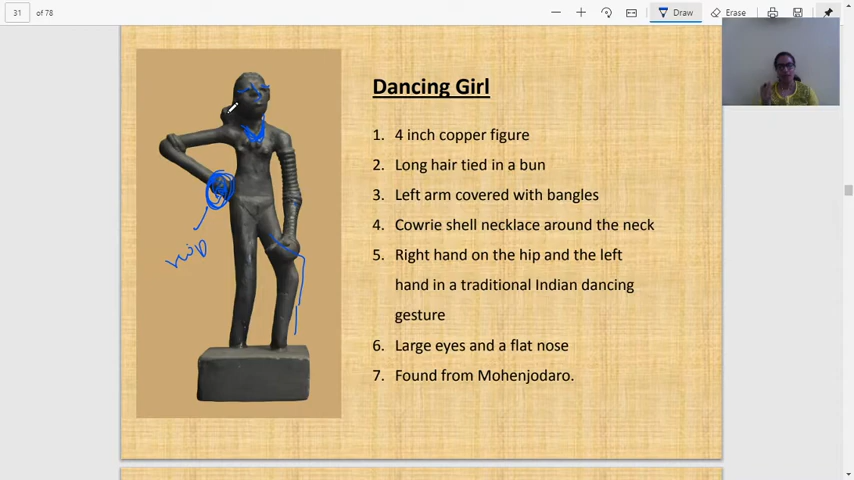 31 of 78
Draw
Erase
Dancing Girl
1. 4 inch copper figure
2. Long hair tied in a bun
3. Left arm covered with bangles
4. Cowrie shell necklace around the neck
5. Right hand on the hip and the left
hand in a traditional Indian dancing
gesture
6. Large eyes and a flat nose
7. Found from Mohenjodaro.
hip